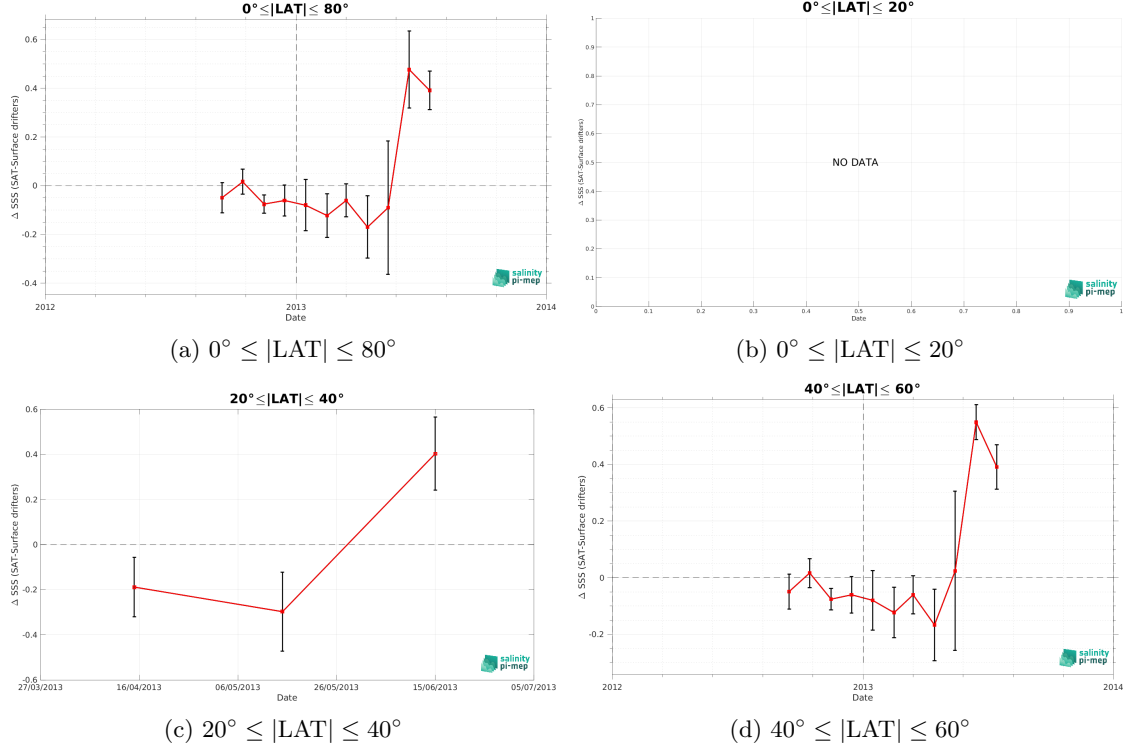 0°≤|LAT|≤ 80°
Δ SSS (SAT-Surface drifters)
0.4
0.2
0
-0.2
-0.4
2012
2013
2014
Date
salinity
pi-mep
(a) 0° ≤ |LAT| ≤ 80°
0°≤|LAT|≤ 20°
Δ SSS (SAT-Surface drifters)
1
0.9
0.8
0.7
0.6
0.5
0.4
0.3
0.2
0.1
0
NO DATA
0
0.1
0.2
0.3
0.4
0.5
0.6
0.7
0.8
0.9
1
Date
salinity
pi-mep
(b) 0° ≤ |LAT| ≤ 20°
20°≤|LAT|≤ 40°
Δ SSS (SAT-Surface drifters)
0.6
0.4
0.2
0
-0.2
-0.4
-0.6
27/03/2013
16/04/2013
06/05/2013
26/05/2013
15/06/2013
05/07/2013
Date
salinity
pi-mep
(c) 20° ≤ |LAT| ≤ 40°
40°≤|LAT|≤ 60°
Δ SSS (SAT-Surface drifters)
0.6
0.4
0.2
0
-0.2
2012
2013
2014
Date
salinity
pi-mep
(d) 40° ≤ |LAT| ≤ 60°